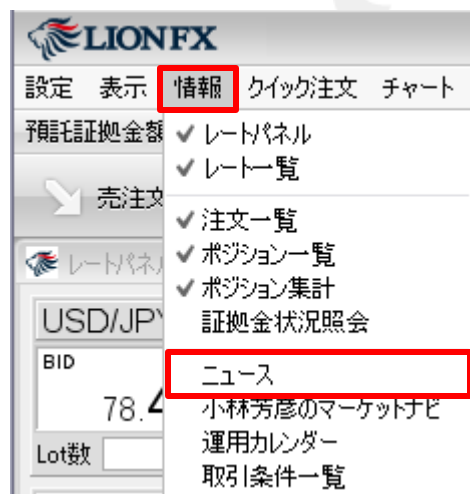 LION FX
設定 表示 情報 クイック注文 チャート
預託証拠金額
レートパネル
レート一覧
売注文
注文一覧
レートパネル
ポジション一覧
ポジション集計
USD/JPY
証拠金状況照会
BID
ニュース
78.4
小林芳彦のマーケットナビ
Lot数
運用カレンダー
取引条件一覧